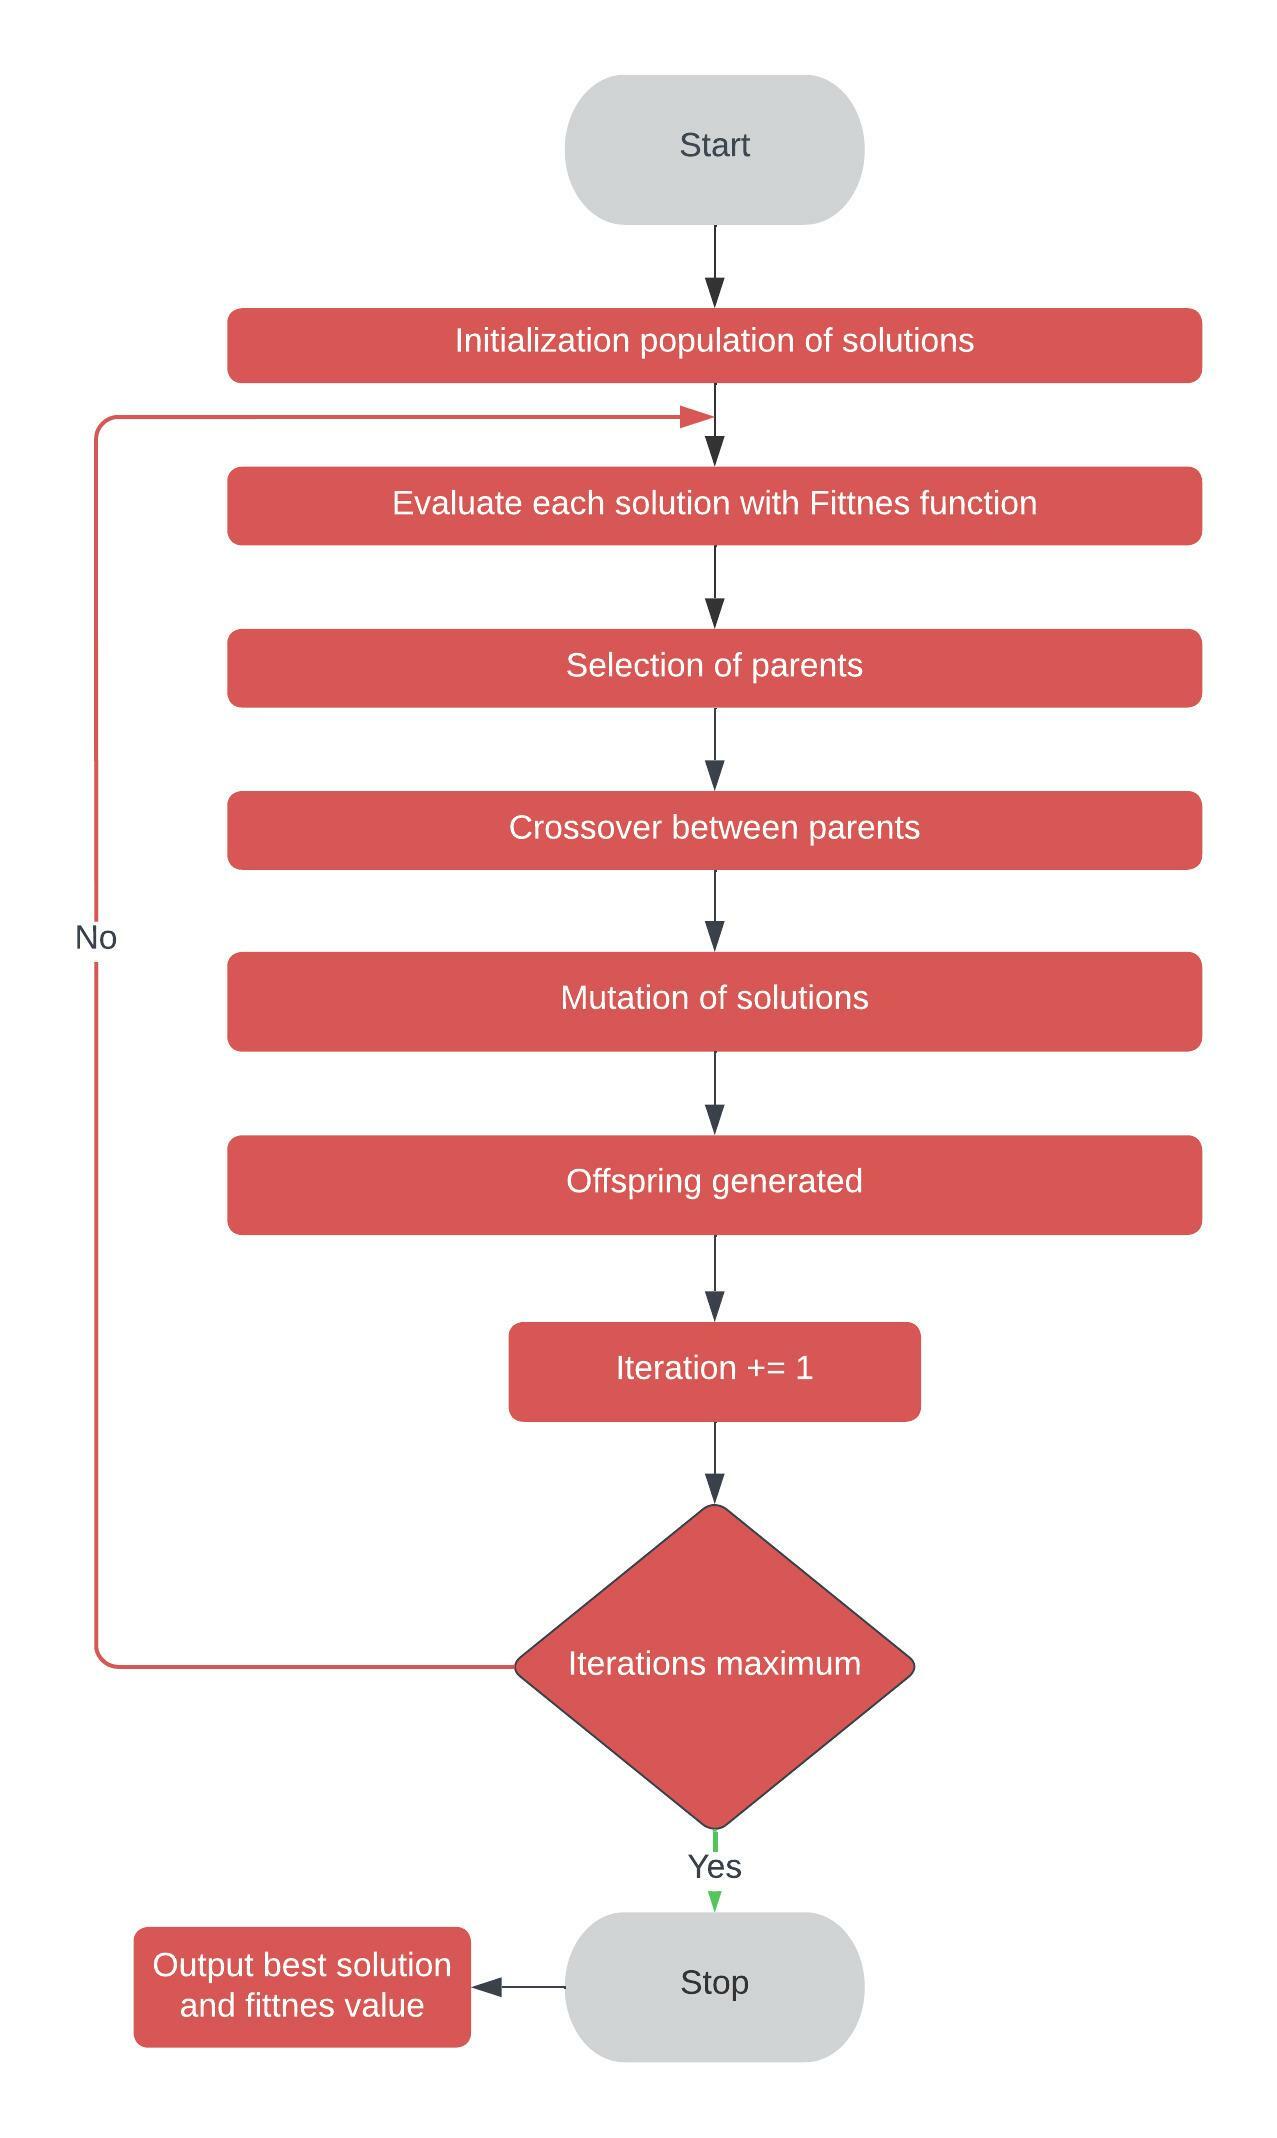 Start
Initialization population of solutions
Evaluate each solution with Fittnes function
Selection of parents
Crossover between parents
No
Mutation of solutions
Offspring generated
Iteration += 1
Iterations maximum
Yes
Output best solution
and fittnes value
Stop